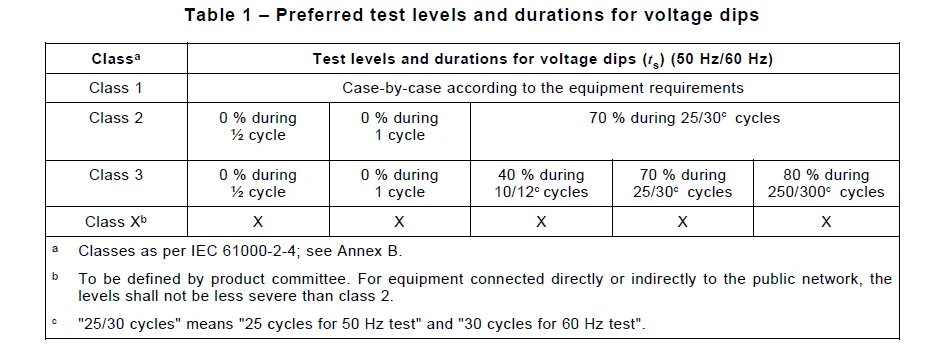 Table 1 – Preferred test levels and durations for voltage dips
Classa Test levels and durations for voltage dips (ts) (50 Hz/60 Hz)
Class 1 Case-by-case according to the equipment requirements
Class 2 0 % during ½ cycle 0 % during 1 cycle 70 % during 25/30c cycles
Class 3 0 % during ½ cycle 0 % during 1 cycle 40 % during 10/12c cycles 70 % during 25/30c cycles 80 % during 250/300c cycles
Class Xb X X X X X
a Classes as per IEC 61000-2-4; see Annex B.
b To be defined by product committee. For equipment connected directly or indirectly to the public network, the
levels shall not be less severe than class 2.
c "25/30 cycles" means "25 cycles for 50 Hz test" and "30 cycles for 60 Hz test".